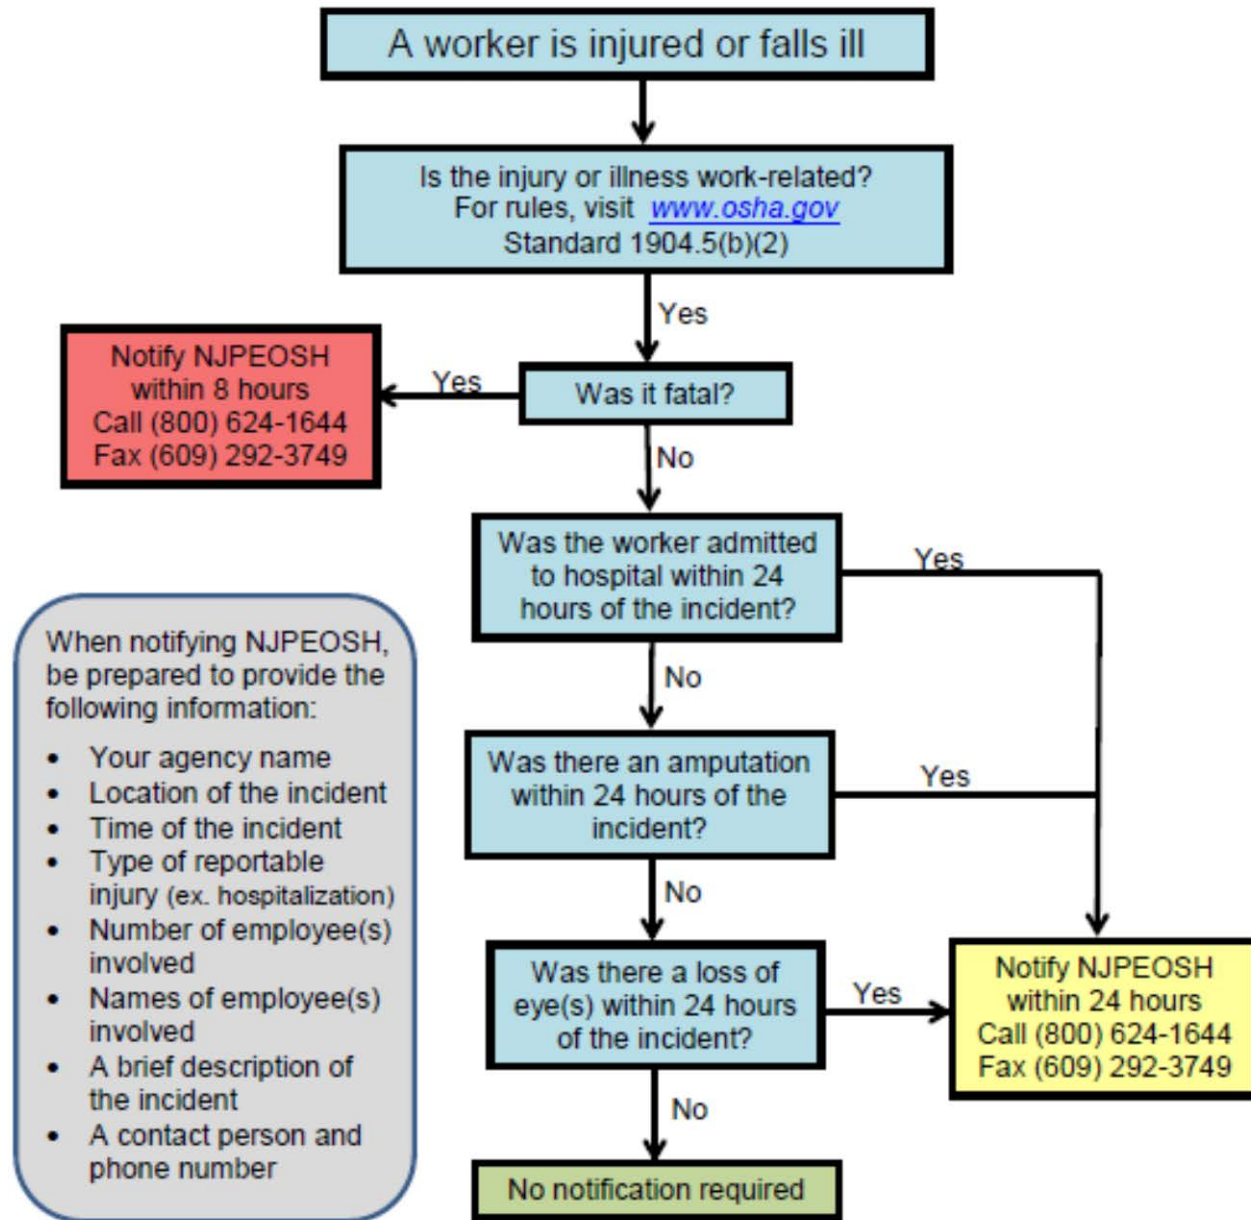 A worker is injured or falls ill
Is the injury or illness work-related?
For rules, visit www.osha.gov
Standard 1904.5(b)(2)
Yes
Notify NJPEOSH
within 8 hours
Call (800) 624-1644
Fax (609) 292-3749
Yes
Was it fatal?
No
Was the worker admitted
to hospital within 24
hours of the incident?
Yes
No
When notifying NJPEOSH,
be prepared to provide the
following information:
• Your agency name
• Location of the incident
• Time of the incident
• Type of reportable
injury (ex. hospitalization)
• Number of employee(s)
involved
• Names of employee(s)
involved
• A brief description of
the incident
• A contact person and
phone number
Was there an amputation
within 24 hours of the
incident?
Yes
No
Was there a loss of
eye(s) within 24 hours
of the incident?
Yes
Notify NJPEOSH
within 24 hours
Call (800) 624-1644
Fax (609) 292-3749
No
No notification required